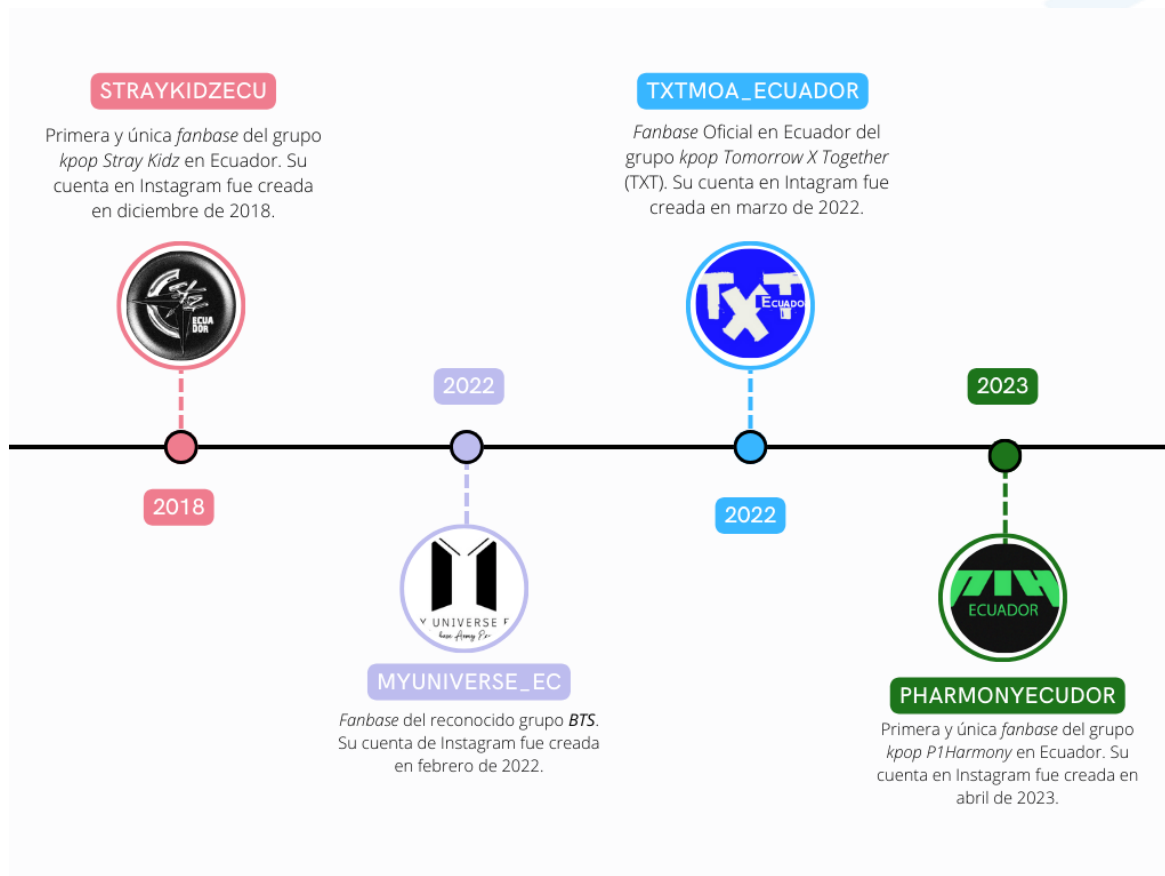 STRAYKIDZECU
Primera y única fanbase del grupo
kpop Stray Kidz en Ecuador. Su
cuenta en Instagram fue creada
en diciembre de 2018.
ECUA
DOR
2018
2022
Y UNIVERSE
MYUNIVERSE_EC
Fanbase del reconocido grupo BTS.
Su cuenta de Instagram fue creada
en febrero de 2022.
TXTMOA_ECUADOR
Fanbase Oficial en Ecuador del
grupo kpop Tomorrow X Together
(TXT). Su cuenta en Intagram fue
creada en marzo de 2022.
TXT
ECUADO
2022
2023
P1H
ECUADOR
PHARMONYECUDOR
Primera y única fanbase del grupo
kpop P1Harmony en Ecuador. Su
cuenta en Instagram fue creada en
abril de 2023.